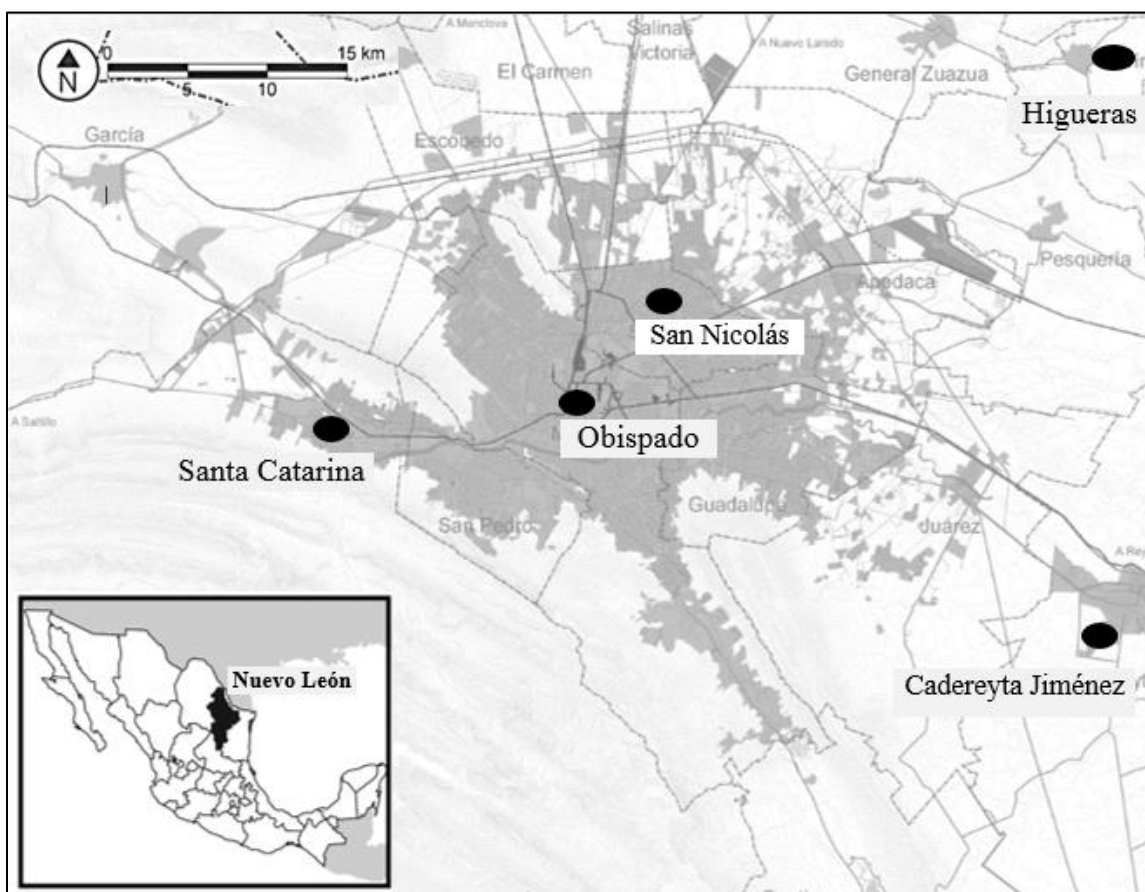 A Monclova
Salinas
Victoria
A Nuevo Laredo
0
15 km
5
10
N
El Carmen
General Zuazua
Higueras
García
Escobedo
Pesquería
Apodaca
San Nicolás
A Saltillo
Obispado
Santa Catarina
San Pedro
Guadalupe
Juárez
A Rey
Cadereyta Jiménez
Nuevo León